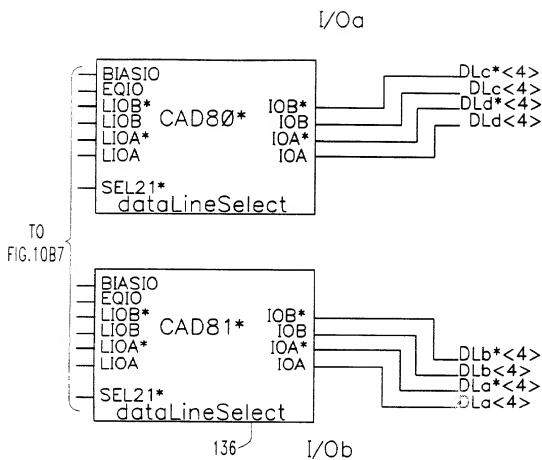 I/Oa
BIASIO
EQIO
LIOB*
LIOB
LIOA*
LIOA
SEL21*
CAD80*
IOB*
IOB
IOA*
IOA
dataLineSelect
DLc*<4>
DLc<4>
DLd*<4>
DLd<4>
TO
FIG.10B7
BIASIO
EQIO
LIOB*
LIOB
LIOA*
LIOA
SEL21*
CAD81*
IOB*
IOB
IOA*
IOA
dataLineSelect
DLb*<4>
DLb<4>
DLa*<4>
DLa<4>
136
I/Ob